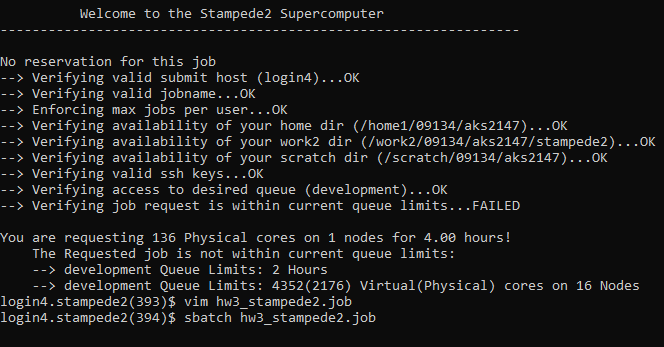 Welcome to the Stampede2 Supercomputer
-----------------------------------------------------------------
No reservation for this job
--> Verifying valid submit host (login4)...OK
--> Verifying valid jobname...OK
--> Enforcing max jobs per user...OK
--> Verifying availability of your home dir (/home1/09134/aks2147)...OK
--> Verifying availability of your work2 dir (/work2/09134/aks2147/stampede2)...OK
--> Verifying availability of your scratch dir (/scratch/09134/aks2147)...OK
--> Verifying valid ssh keys...OK
--> Verifying access to desired queue (development)...OK
--> Verifying job request is within current queue limits...FAILED
You are requesting 136 Physical cores on 1 nodes for 4.00 hours!
The Requested job is not within current queue limits:
--> development Queue Limits: 2 Hours
--> development Queue Limits: 4352(2176) Virtual(Physical) cores on 16 Nodes
login4.stampede2(393)$ vim hw3_stampede2.job
login4.stampede2(394)$ sbatch hw3_stampede2.job